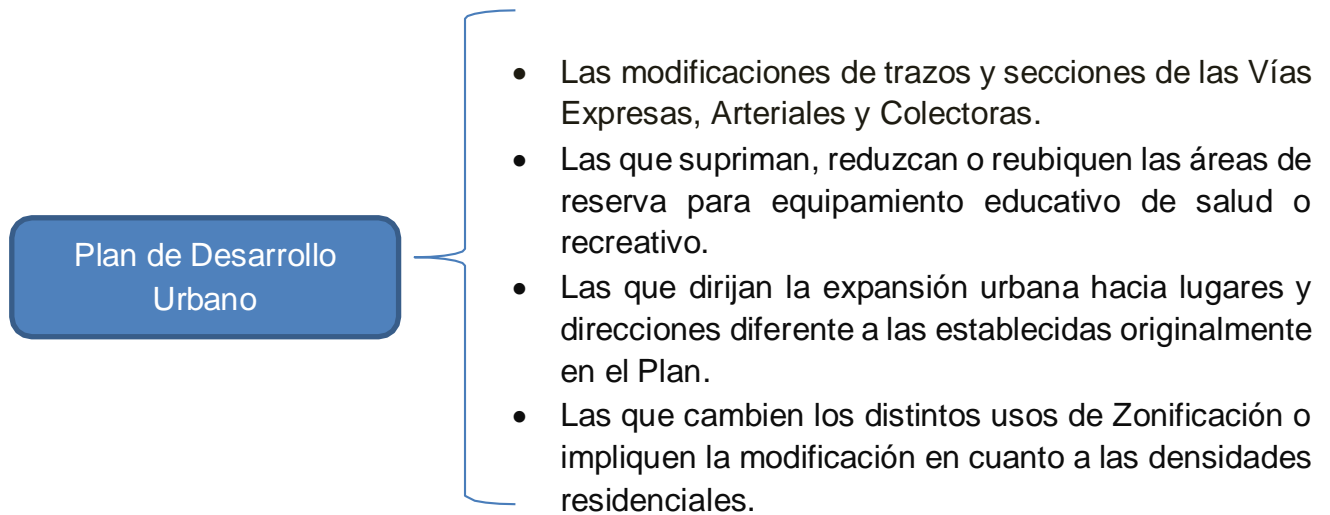 Plan de Desarrollo
Urbano
• Las modificaciones de trazos y secciones de las Vías
Expresas, Arteriales y Colectoras.
• Las que supriman, reduzcan o reubiquen las áreas de
reserva para equipamiento educativo de salud o
recreativo.
• Las que dirijan la expansión urbana hacia lugares y
direcciones diferente a las establecidas originalmente
en el Plan.
• Las que cambien los distintos usos de Zonificación o
impliquen la modificación en cuanto a las densidades
residenciales.